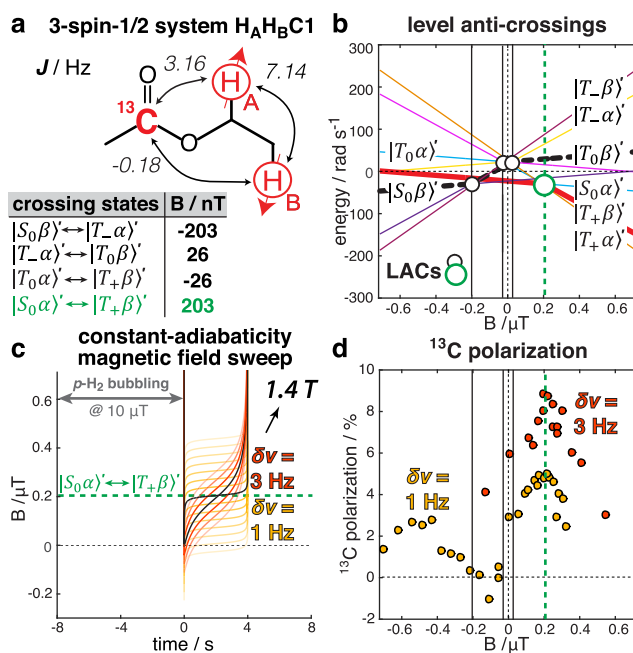 a 3-spin-1/2 system HAHBC1
J / Hz
3.16
7.14
O
H
A
13
C
O
-0.18
H
B
crossing states B / nT
|S0β⟩′↔|T−α⟩′ -203
|T−α⟩′↔|T0β⟩′ 26
|T0α⟩′↔|T+β⟩′ -26
|S0α⟩′↔|T+β⟩′ 203
b level anti-crossings
energy / rad s-1
300
200
100
0
-100
-200
-300
|T−β⟩′
|T−α⟩′
|T0α⟩′
|T0β⟩′
|S0β⟩′
|S0α⟩′
|T+β⟩′
|T+α⟩′
LACs
-0.6 -0.4 -0.2 0 0.2 0.4 0.6
B / µT
c constant-adiabaticity
magnetic field sweep
p-H2 bubbling
@ 10 µT
1.4 T
|S0α⟩′↔|T+β⟩′
δν =
3 Hz
δν =
1 Hz
B / µT
0.6
0.4
0.2
0
-0.2
-8 -4 0 4 8
time / s
d 13C polarization
13C polarization / %
10
8
6
4
2
0
-2
δν =
3 Hz
δν =
1 Hz
-0.6 -0.4 -0.2 0 0.2 0.4 0.6
B / µT